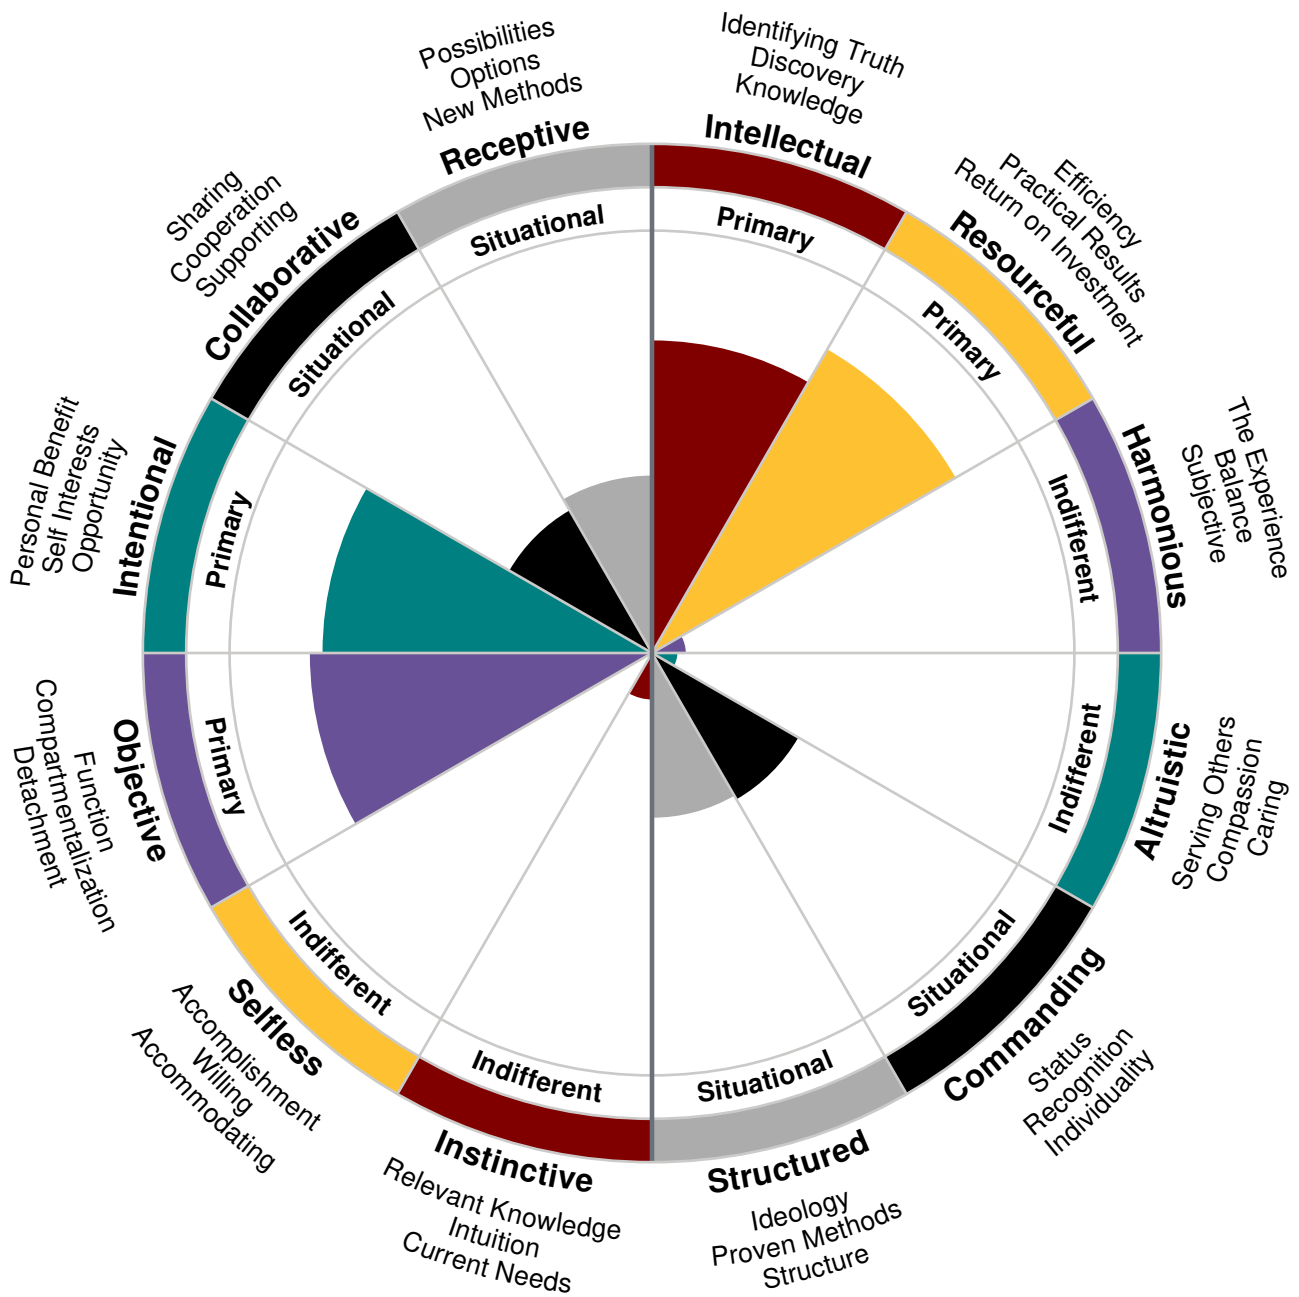 Identifying Truth
Discovery
Knowledge
Intellectual
Primary
Efficiency
Practical Results
Return on Investment
Resourceful
Primary
The Experience
Balance
Subjective
Harmonious
Indifferent
Indifferent
Altruistic
Serving Others
Compassion
Caring
Situational
Commanding
Status
Recognition
Individuality
Situational
Structured
Ideology
Proven Methods
Structure
Indifferent
Instinctive
Relevant Knowledge
Intuition
Current Needs
Indifferent
Selfless
Accomplishment
Willing
Accommodating
Primary
Objective
Function
Compartmentalization
Detachment
Personal Benefit
Self Interests
Opportunity
Intentional
Primary
Sharing
Cooperation
Supporting
Collaborative
Situational
Possibilities
Options
New Methods
Receptive
Situational